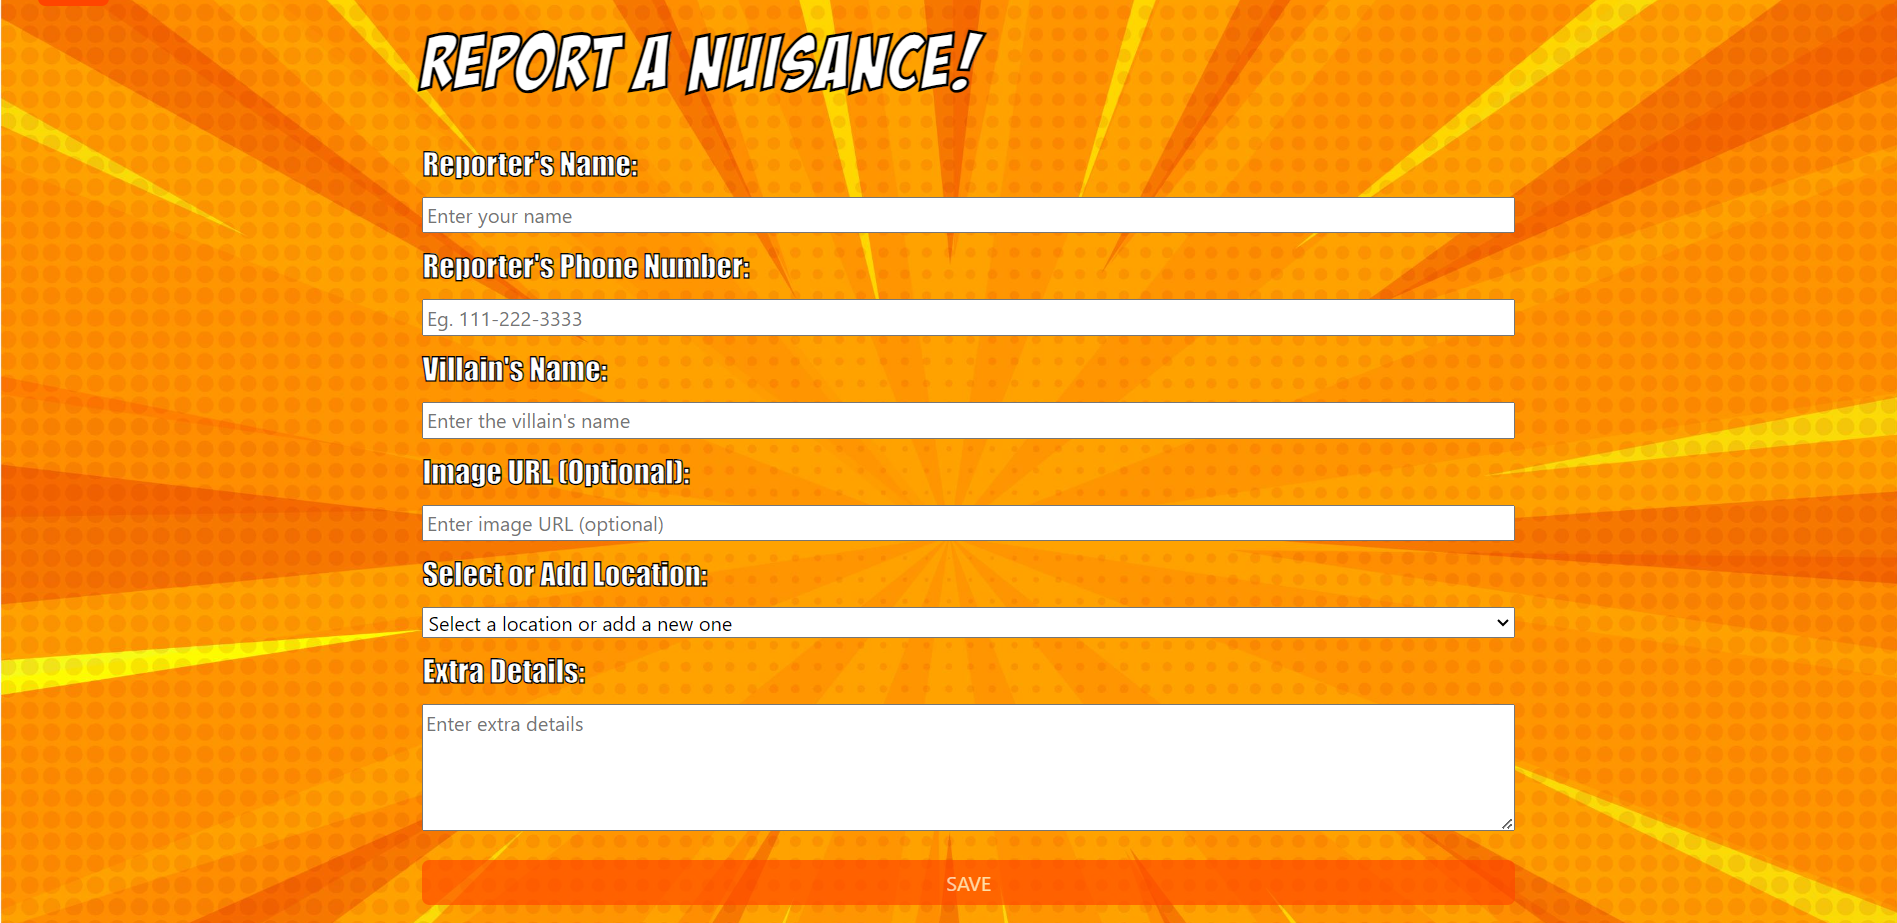 REPORT A NUISANCE!
Reporter's Name:
Enter your name
Reporter's Phone Number:
Eg. 111-222-3333
Villain's Name:
Enter the villain's name
Image URL (Optional):
Enter image URL (optional)
Select or Add Location:
Select a location or add a new one
Extra Details:
Enter extra details
SAVE